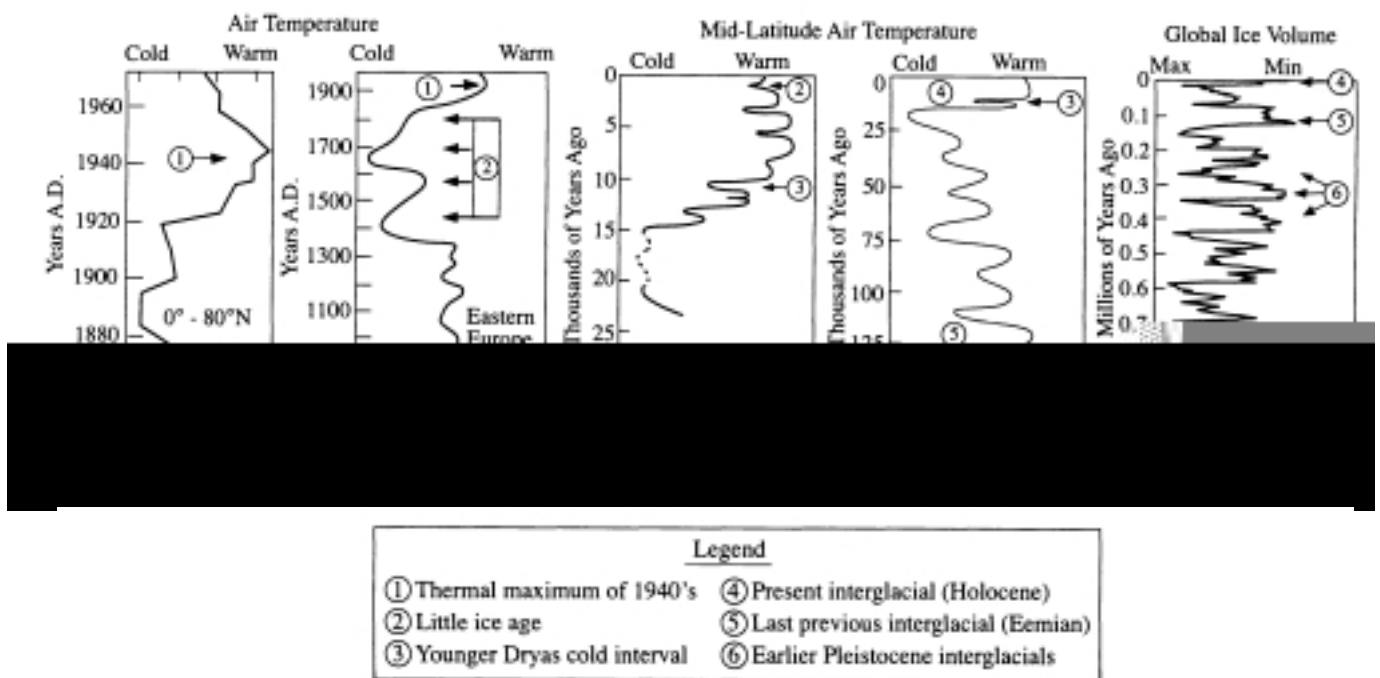 Air Temperature
Mid-Latitude Air Temperature
Global Ice Volume
Cold Warm
Cold Warm
Cold Warm
Cold Warm
Max Min
Years A.D.
1960
1940
1920
1900
1880
①
0° - 80°N
Years A.D.
1900
1700
1500
1300
1100
①
②
Eastern
Europe
Thousands of Years Ago
0
5
10
15
20
25
②
③
Thousands of Years Ago
0
25
50
75
100
125
④
③
⑤
Millions of Years Ago
0
0.1
0.2
0.3
0.4
0.5
0.6
0.7
④
⑤
⑥
Legend
① Thermal maximum of 1940's
② Little ice age
③ Younger Dryas cold interval
④ Present interglacial (Holocene)
⑤ Last previous interglacial (Eemian)
⑥ Earlier Pleistocene interglacials